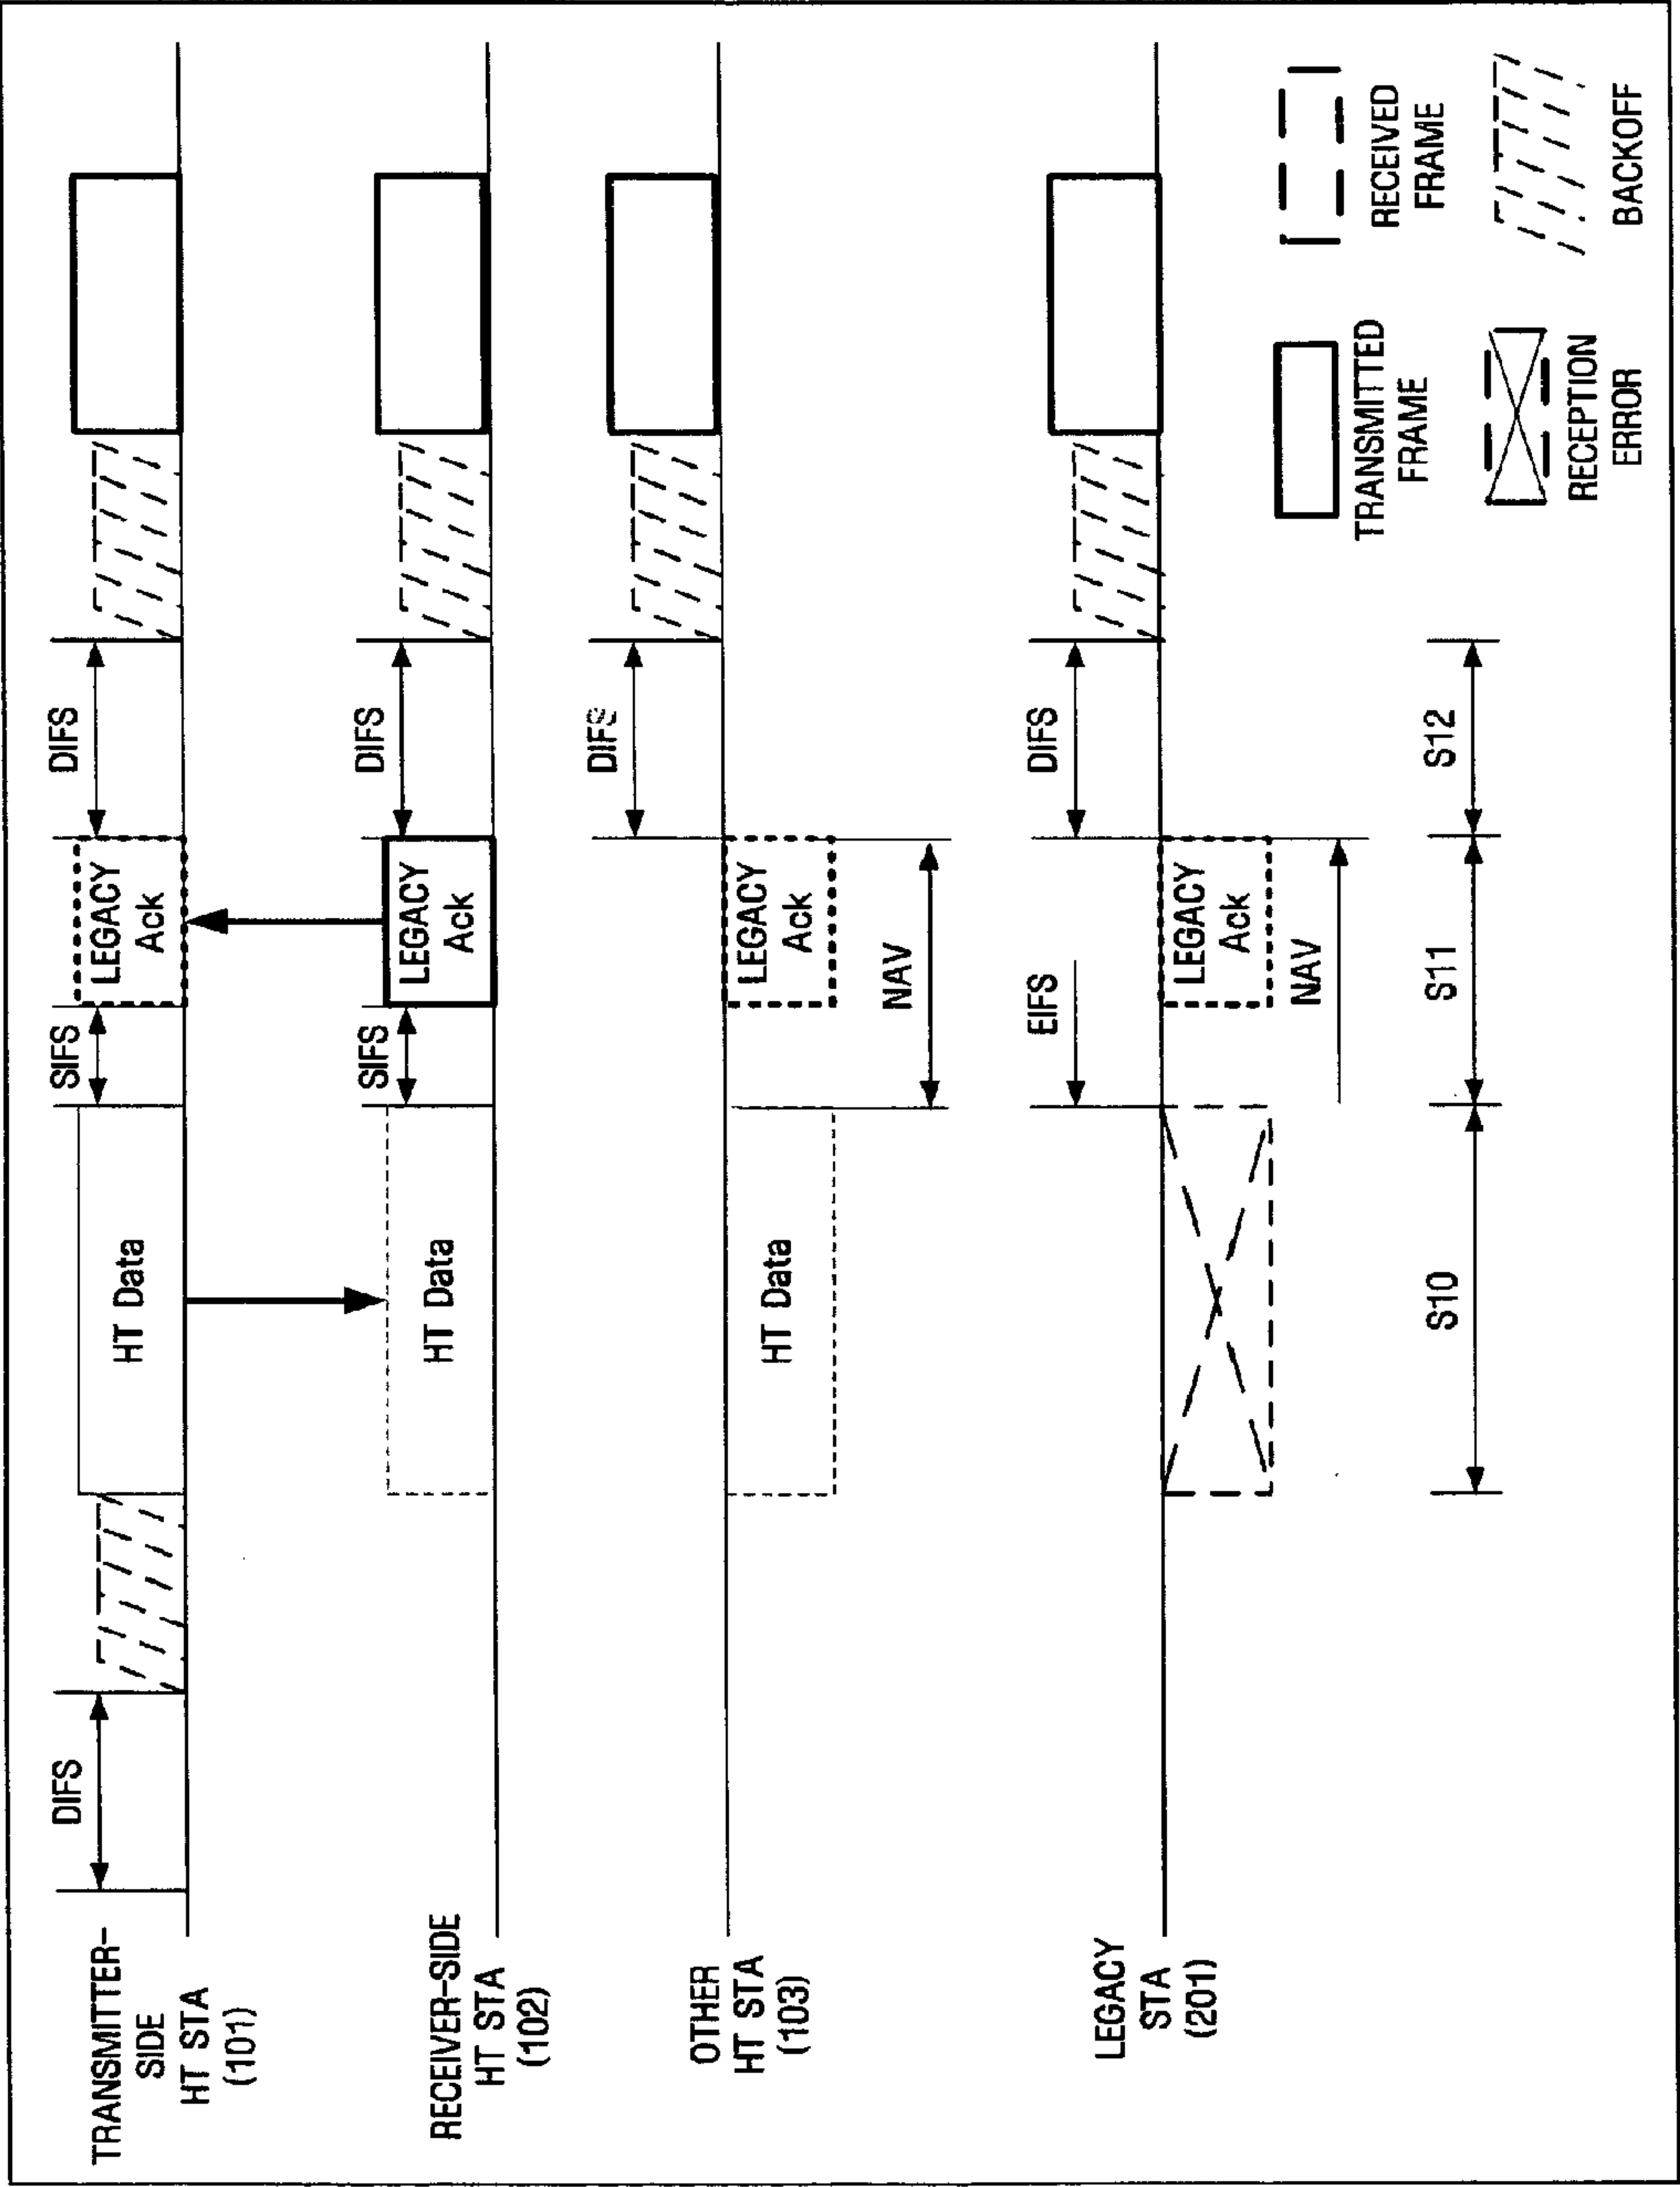 TRANSMITTER-
SIDE
HT STA
(101)
DIFS
HT Data
SIFS
LEGACY
Ack
DIFS
RECEIVER-SIDE
HT STA
(102)
HT Data
SIFS
LEGACY
Ack
DIFS
OTHER
HT STA
(103)
HT Data
LEGACY
Ack
DIFS
NAV
LEGACY
STA
(201)
EIFS
LEGACY
Ack
DIFS
NAV
S10
S11
S12
TRANSMITTED
FRAME
RECEIVED
FRAME
RECEPTION
ERROR
BACKOFF